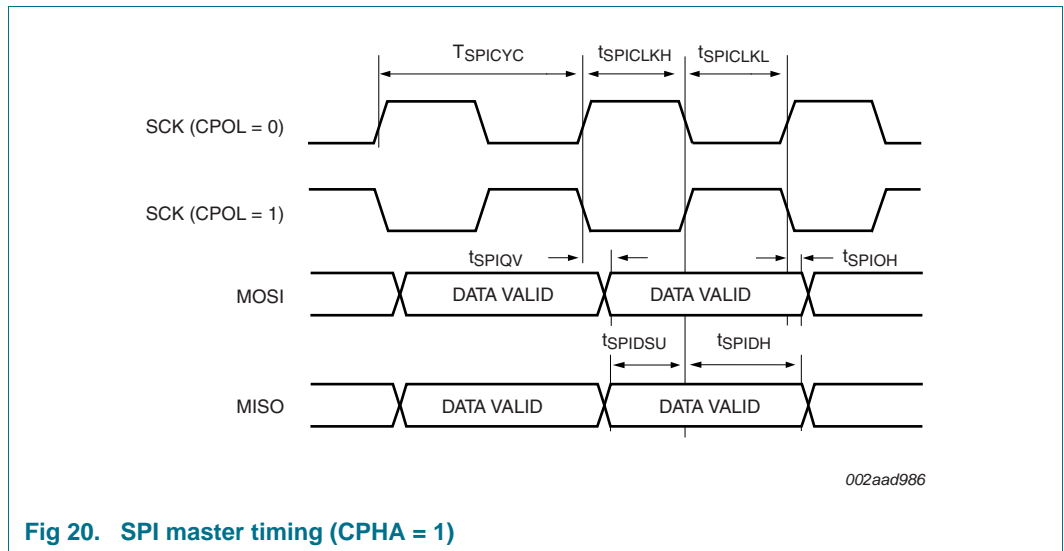 TSPICYC tSPICLKH tSPICLKL
SCK (CPOL = 0)
SCK (CPOL = 1)
tSPIQV tSPIOH
MOSI DATA VALID DATA VALID
tSPIDSU tSPIDH
MISO DATA VALID DATA VALID
002aad986
Fig 20. SPI master timing (CPHA = 1)